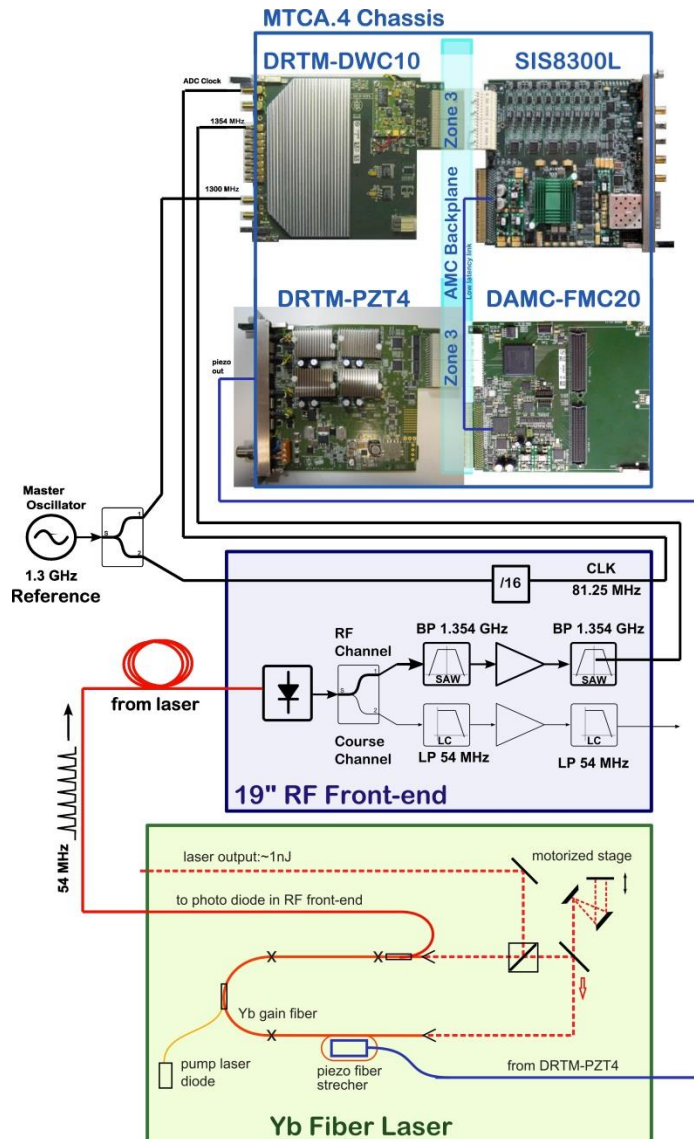 MTCA.4 Chassis
DRTM-DWC10
SIS8300L
ADC Clock
1354 MHz
1300 MHz
Zone 3
AMC Backplane
Low latency link
DRTM-PZT4
DAMC-FMC20
piezo
out
Zone 3
Master
Oscillator
1.3 GHz
Reference
S
1
2
/16
CLK
81.25 MHz
RF
Channel
BP 1.354 GHz
BP 1.354 GHz
S
1
2
SAW
SAW
from laser
Course
Channel
LC
LC
LP 54 MHz
LP 54 MHz
19" RF Front-end
54 MHz
laser output:~1nJ
motorized stage
to photo diode in RF front-end
Yb gain fiber
pump laser
diode
piezo fiber
strecher
from DRTM-PZT4
Yb Fiber Laser